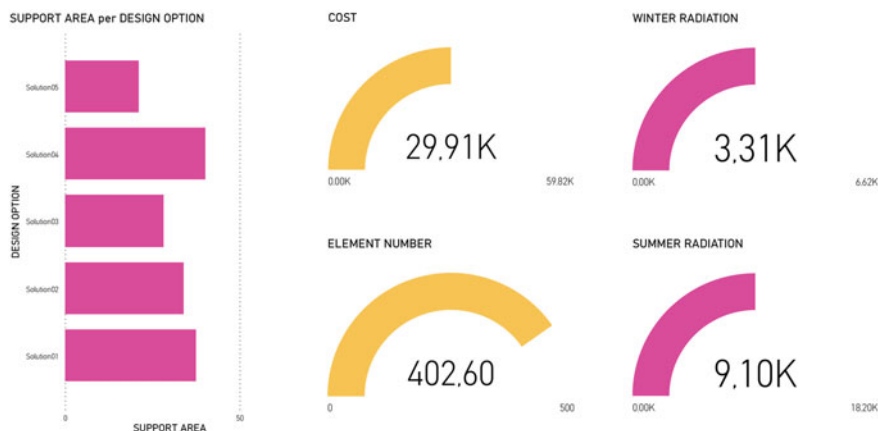 SUPPORT AREA per DESIGN OPTION
Solution05
Solution04
Solution03
Solution02
Solution01
DESIGN OPTION
0
50
SUPPORT AREA
COST
29,91K
0.00K
59.82K
WINTER RADIATION
3,31K
0.00K
6.62K
ELEMENT NUMBER
402,60
0
500
SUMMER RADIATION
9,10K
0.00K
18.20K